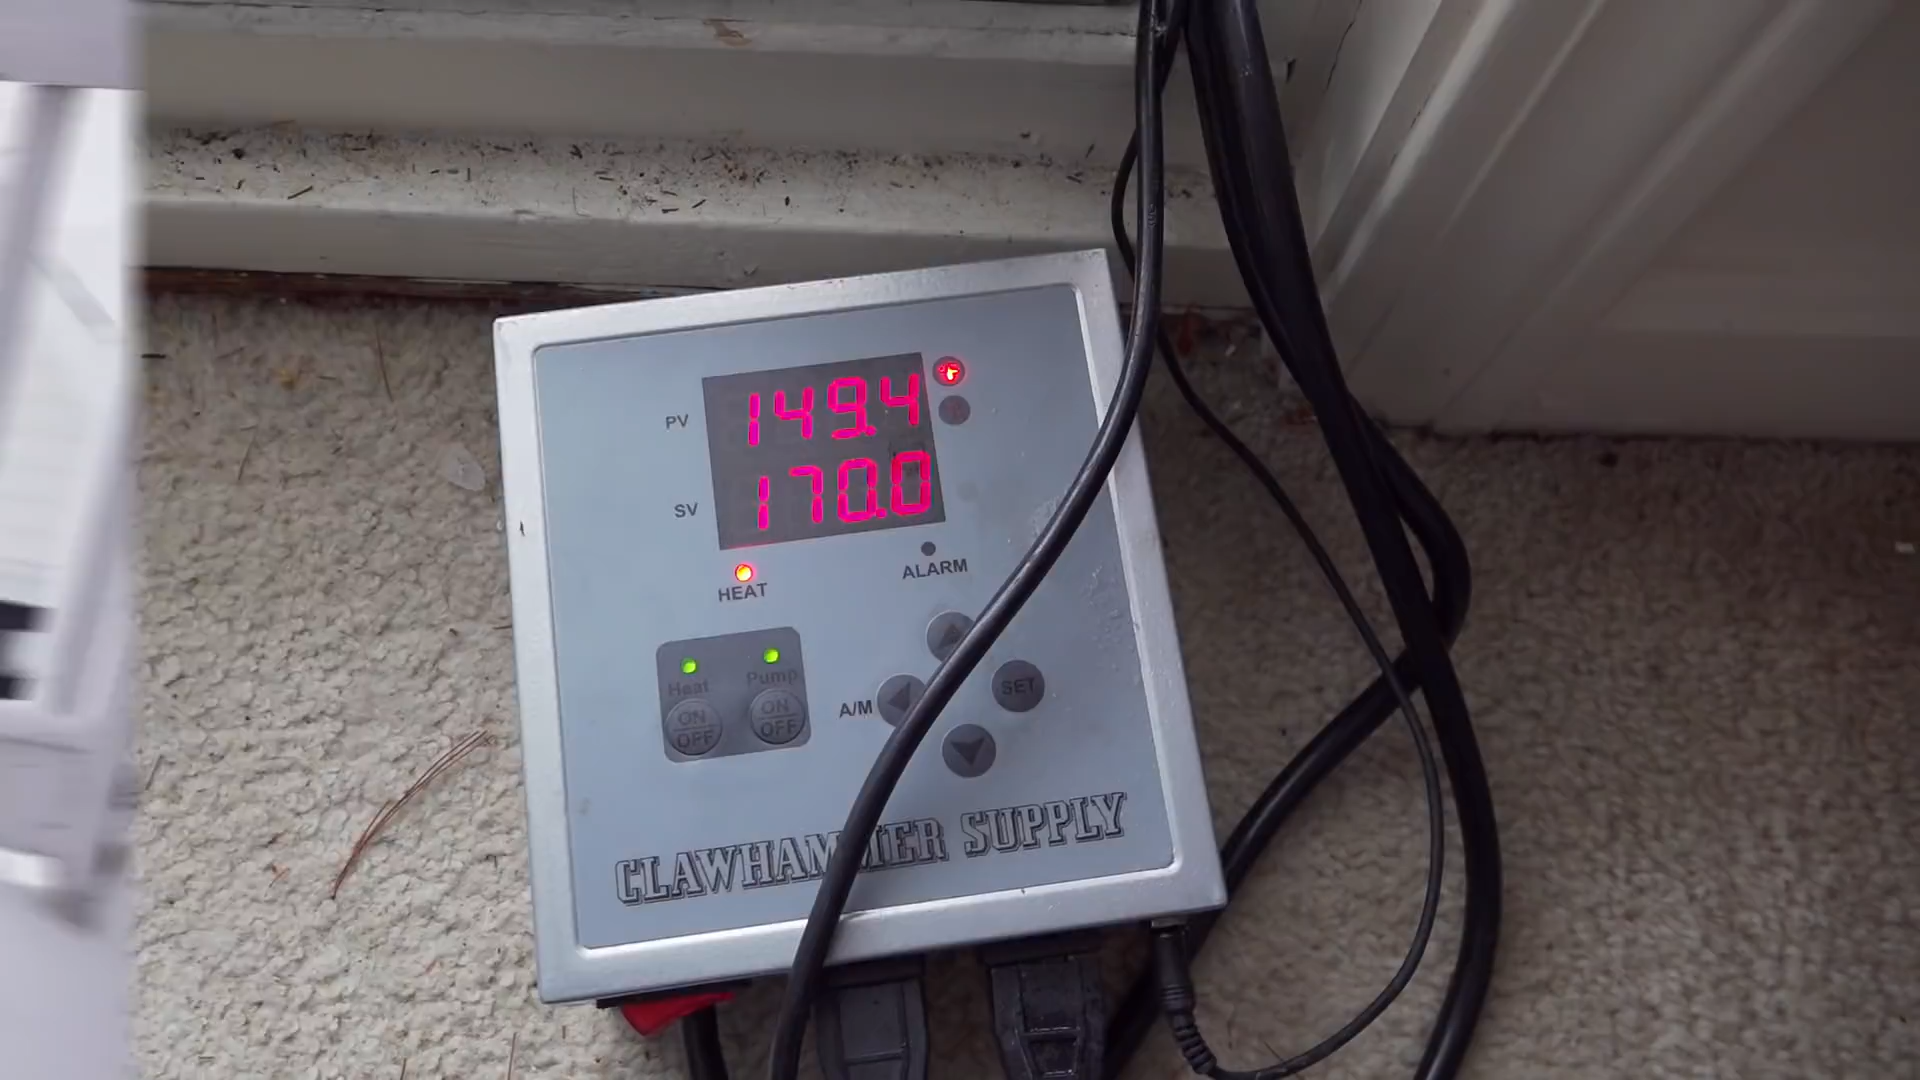 PV 149.4
°F
SV 170.0
HEAT
ALARM
Heat Pump
ON OFF
ON OFF
A/M
SET
CLAWHAMMER SUPPLY